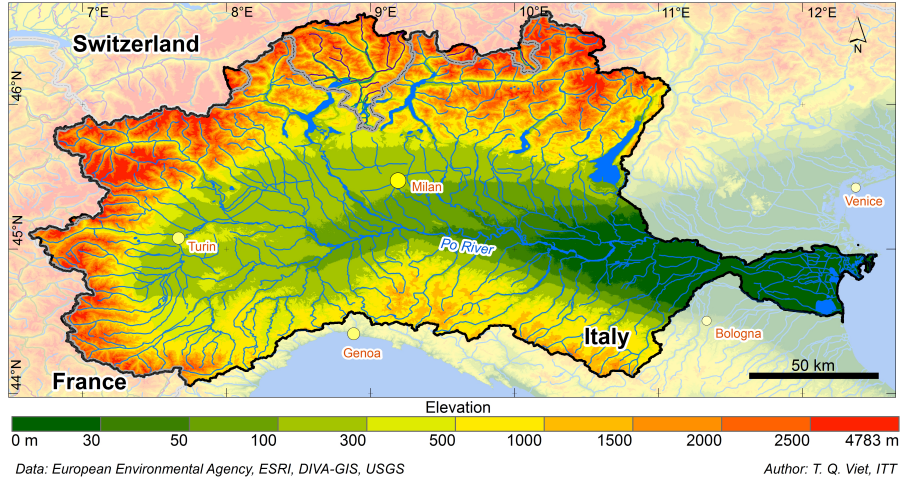 7°E 8°E 9°E 10°E 11°E 12°E
Switzerland
N
46°N
Milan
Venice
45°N
Turin
Po River
Italy
Bologna
Genoa
50 km
France
44°N
Elevation
0 m 30 50 100 300 500 1000 1500 2000 2500 4783 m
Data: European Environmental Agency, ESRI, DIVA-GIS, USGS
Author: T. Q. Viet, ITT